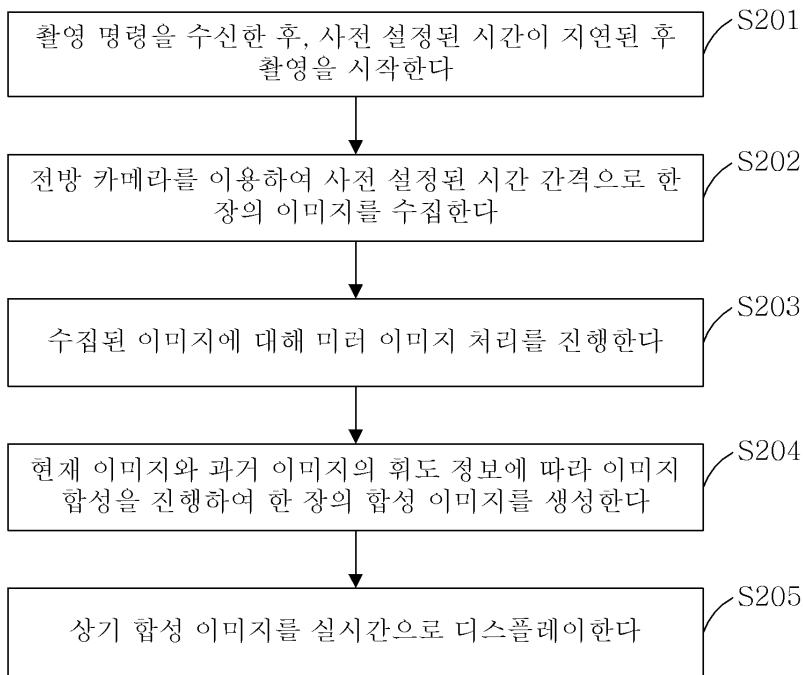 촬영 명령을 수신한 후, 사전 설정된 시간이 지연된 후
촬영을 시작한다
S201
전방 카메라를 이용하여 사전 설정된 시간 간격으로 한
장의 이미지를 수집한다
S202
수집된 이미지에 대해 미러 이미지 처리를 진행한다
S203
현재 이미지와 과거 이미지의 휘도 정보에 따라 이미지
합성을 진행하여 한 장의 합성 이미지를 생성한다
S204
상기 합성 이미지를 실시간으로 디스플레이한다
S205